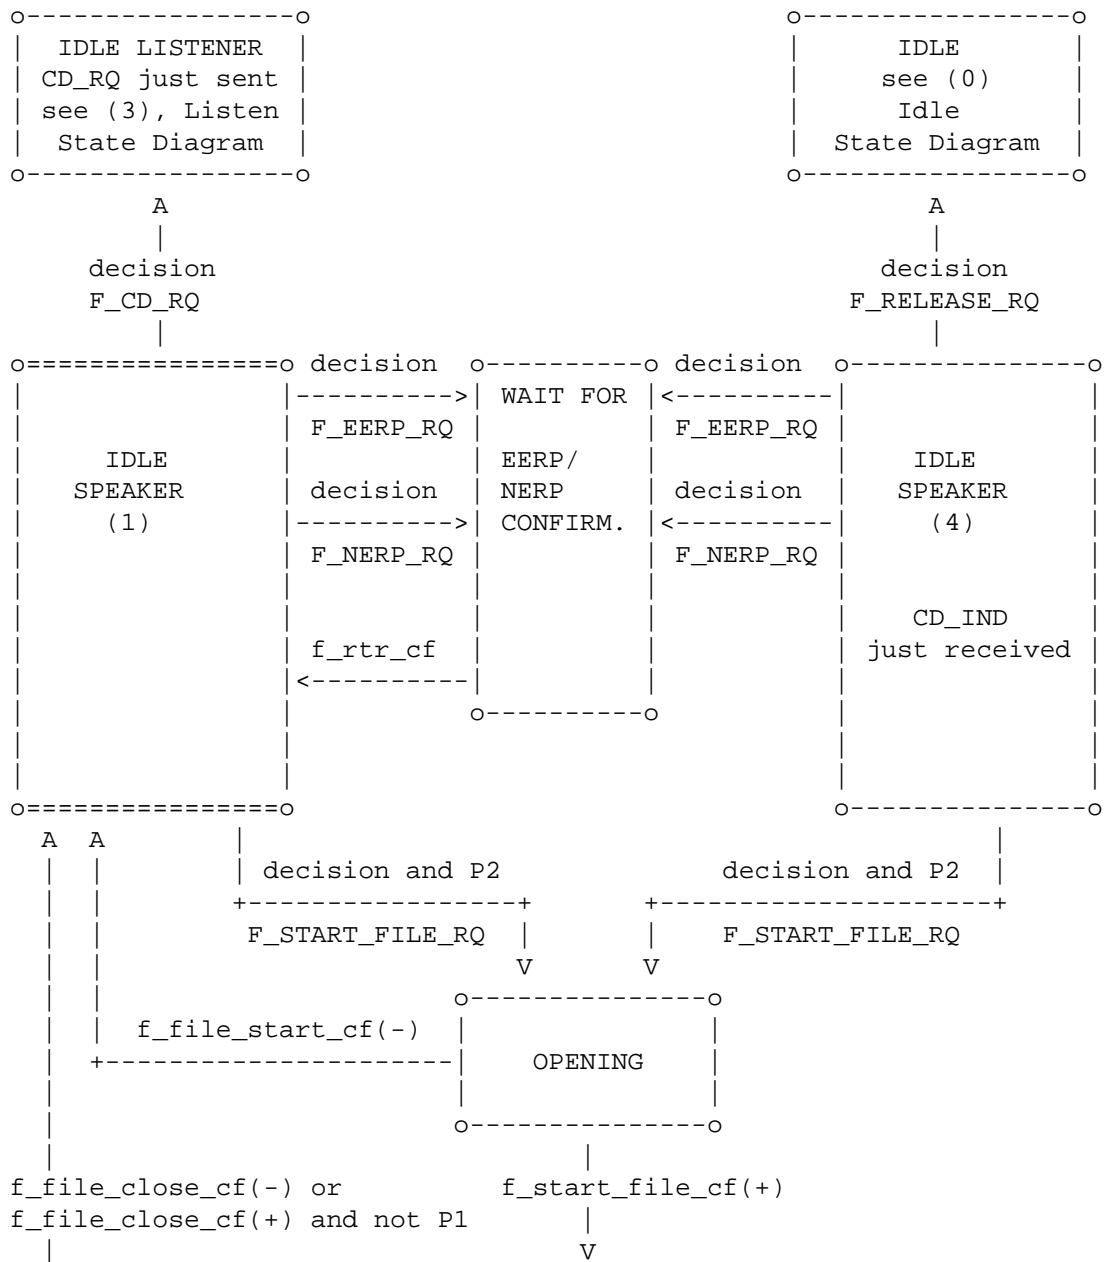 IDLE LISTENER IDLE
CD_RQ just sent see (0)
see (3), Listen Idle
State Diagram State Diagram
A A
decision decision
F_CD_RQ F_RELEASE_RQ
decision decision
WAIT FOR
F_EERP_RQ F_EERP_RQ
IDLE EERP/ IDLE
SPEAKER decision NERP decision SPEAKER
(1) CONFIRM. (4)
F_NERP_RQ F_NERP_RQ
CD_IND
f_rtr_cf just received
A A
decision and P2 decision and P2
F_START_FILE_RQ F_START_FILE_RQ
V V
f_file_start_cf(-)
OPENING
f_file_close_cf(-) or f_start_file_cf(+)
f_file_close_cf(+) and not P1
V